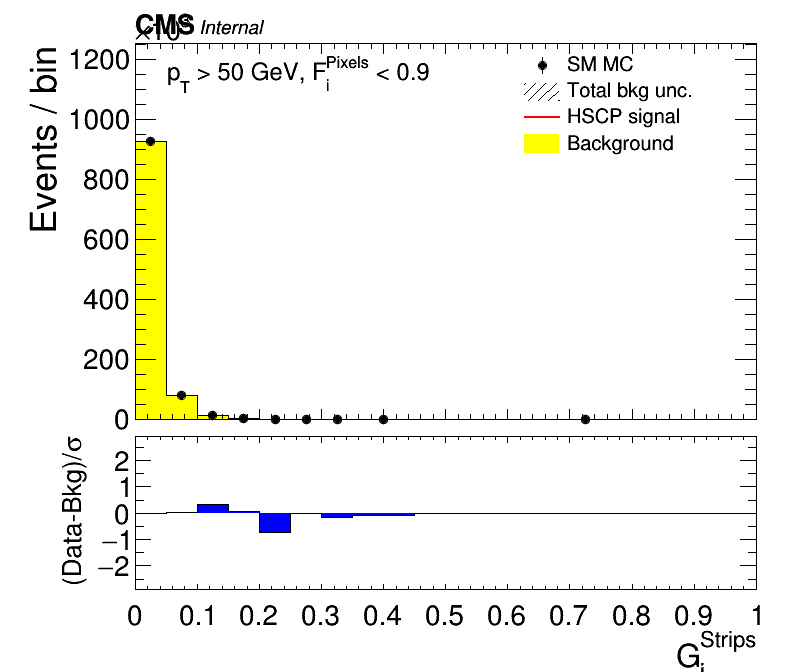 CMS Internal
p_T > 50 GeV, F_i^Pixels < 0.9
SM MC
Total bkg unc.
HSCP signal
Background
Events / bin
1200
1000
800
600
400
200
0
(Data-Bkg)/σ
2
1
0
−1
−2
0 0.1 0.2 0.3 0.4 0.5 0.6 0.7 0.8 0.9 1
G_i^Strips